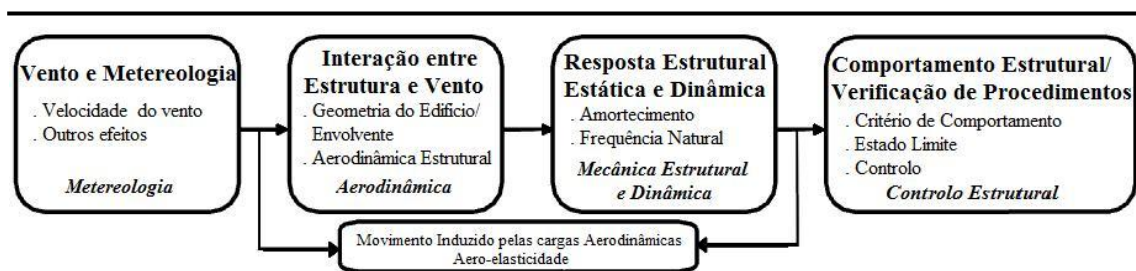 Vento e Metereologia
. Velocidade do vento
. Outros efeitos
Metereologia
Interação entre
Estrutura e Vento
. Geometria do Edifício/
Envolvente
. Aerodinâmica Estrutural
Aerodinâmica
Resposta Estrutural
Estática e Dinâmica
. Amortecimento
. Frequência Natural
Mecânica Estrutural
e Dinâmica
Comportamento Estrutural/
Verificação de Procedimentos
. Critério de Comportamento
. Estado Limite
. Controlo
Controlo Estrutural
Movimento Induzido pelas cargas Aerodinâmicas
Aero-elasticidade